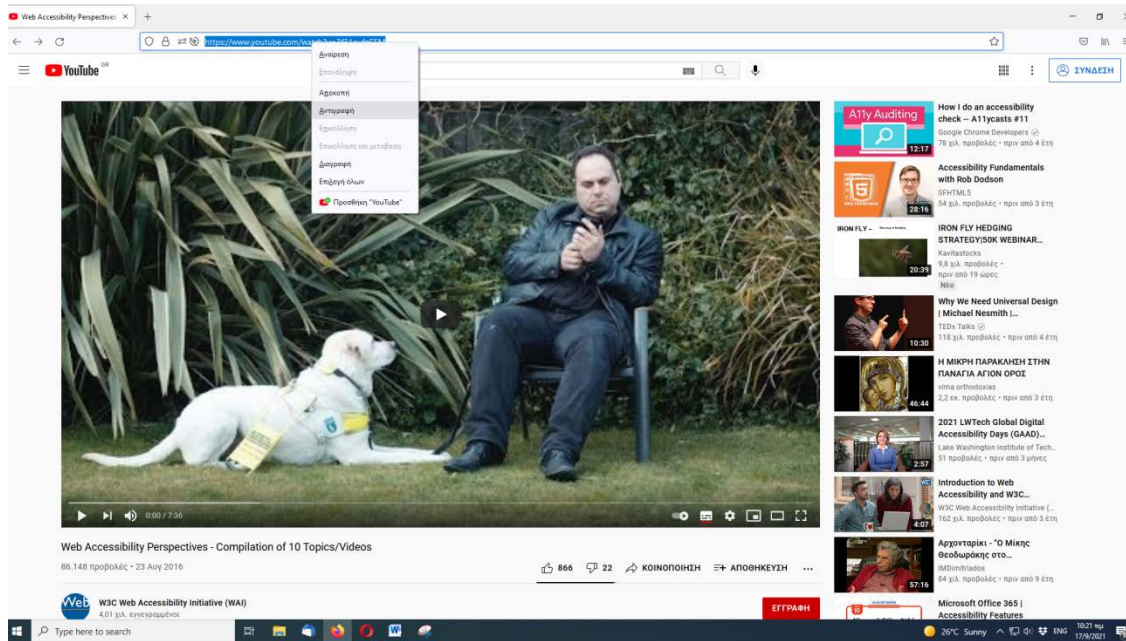 Web Accessibility Perspectives
https://www.youtube.com/
Αναίρεση
Επανάληψη
Αποκοπή
Αντιγραφή
Επικόλληση
Επικόλληση και μετάβαση
Διαγραφή
Επιλογή όλων
Προσθήκη "YouTube"
YouTube GR
ΣΥΝΔΕΣΗ
0:00 / 7:36
Web Accessibility Perspectives - Compilation of 10 Topics/Videos
86.148 προβολές • 23 Αυγ 2016
866
22
ΚΟΙΝΟΠΟΙΗΣΗ
ΑΠΟΘΗΚΕΥΣΗ
Web
W3C Web Accessibility Initiative (WAI)
4,01 χιλ. εγγεγραμμένοι
ΕΓΓΡΑΦΗ
A11y Auditing
12:17
How I do an accessibility
check -- A11ycasts #11
Google Chrome Developers
78 χιλ. προβολές • πριν από 4 έτη
28:16
Accessibility Fundamentals
with Rob Dodson
SFHTML5
54 χιλ. προβολές • πριν από 3 έτη
IRON FLY –
20:39
IRON FLY HEDGING
STRATEGY|50K WEBINAR...
Kavitastocks
9,8 χιλ. προβολές •
πριν από 19 ώρες
Νέο
10:30
Why We Need Universal Design
| Michael Nesmith |...
TEDx Talks
118 χιλ. προβολές • πριν από 4 έτη
46:44
Η ΜΙΚΡΗ ΠΑΡΑΚΛΗΣΗ ΣΤΗΝ
ΠΑΝΑΓΙΑ ΑΓΙΟΝ ΟΡΟΣ
vima orthodoxias
2,2 εκ. προβολές • πριν από 3 έτη
2:57
2021 LWTech Global Digital
Accessibility Days (GAAD)...
Lake Washington Institute of Tech...
51 προβολές • πριν από 3 μήνες
4:07
Introduction to Web
Accessibility and W3C...
W3C Web Accessibility Initiative (...
162 χιλ. προβολές • πριν από 3 έτη
57:16
Αρχονταρίκι - "Ο Μίκης
Θεοδωράκης στο...
IMDimitriados
84 χιλ. προβολές • πριν από 9 έτη
Microsoft Office 365 |
Accessibility Features
Type here to search
26°C Sunny
ENG
10:21 πμ
17/9/2021